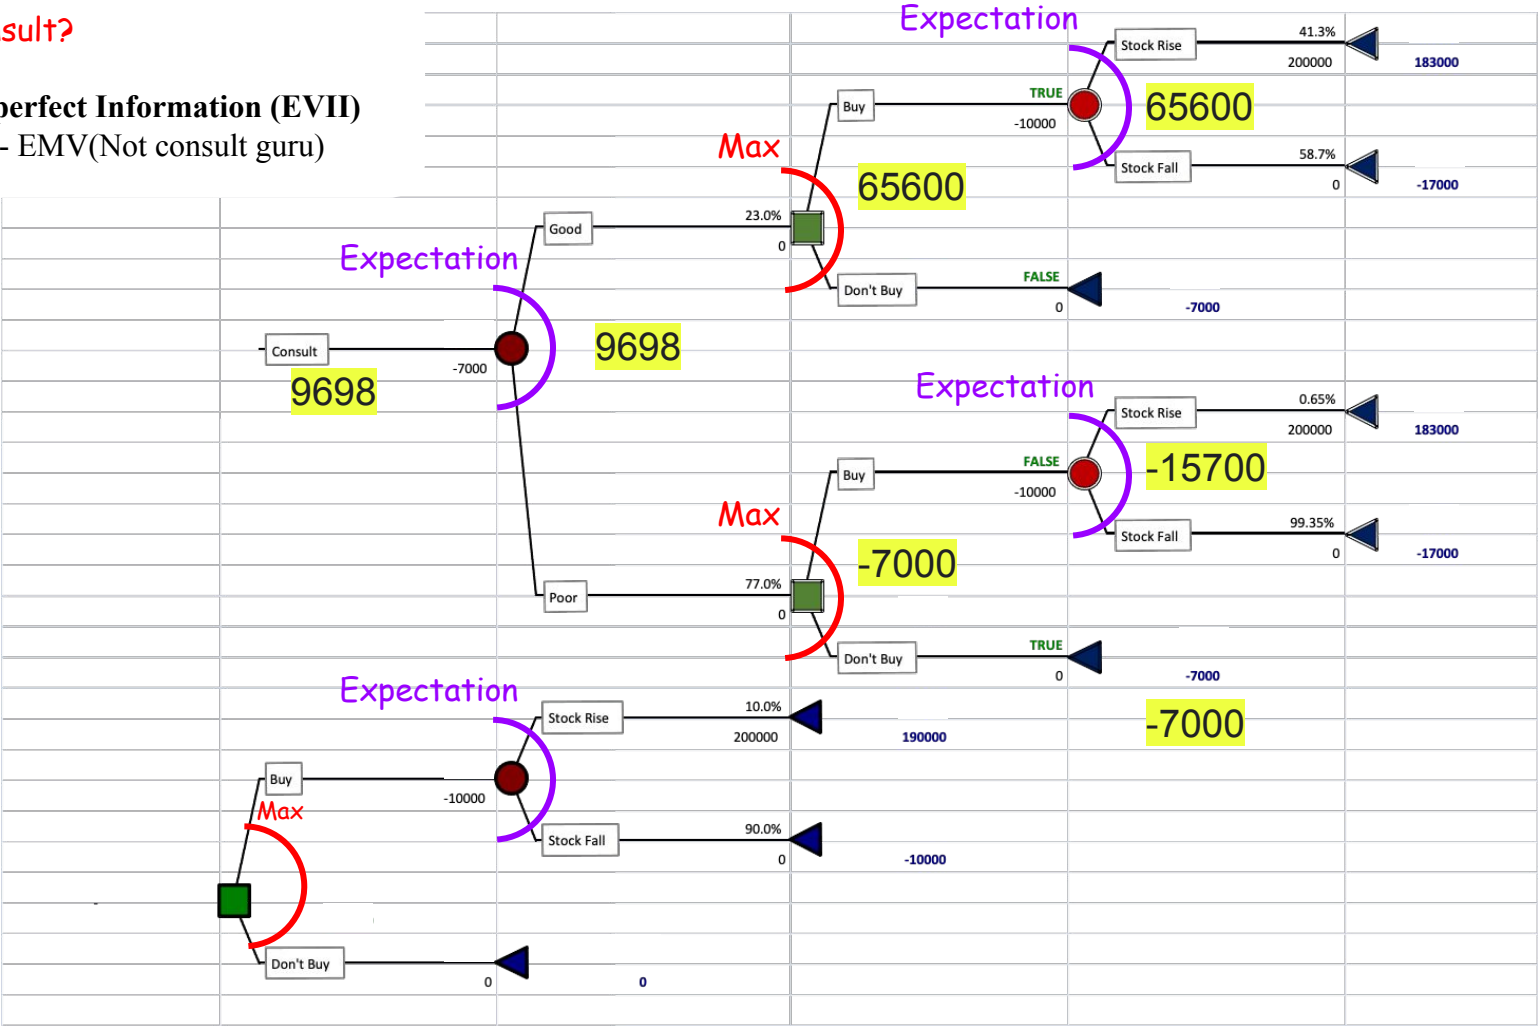 sult?
perfect Information (EVII)
- EMV(Not consult guru)
Expectation
Stock Rise
41.3%
200000
183000
Buy
TRUE
-10000
65600
Max
Stock Fall
58.7%
0
-17000
65600
Good
23.0%
0
Expectation
Don't Buy
FALSE
0
-7000
Consult
-7000
9698
9698
Expectation
Stock Rise
0.65%
200000
183000
Buy
FALSE
-10000
-15700
Max
Stock Fall
99.35%
0
-17000
-7000
Poor
77.0%
0
Don't Buy
TRUE
0
-7000
Expectation
Stock Rise
10.0%
200000
190000
-7000
Buy
-10000
Max
Stock Fall
90.0%
0
-10000
Don't Buy
0
0